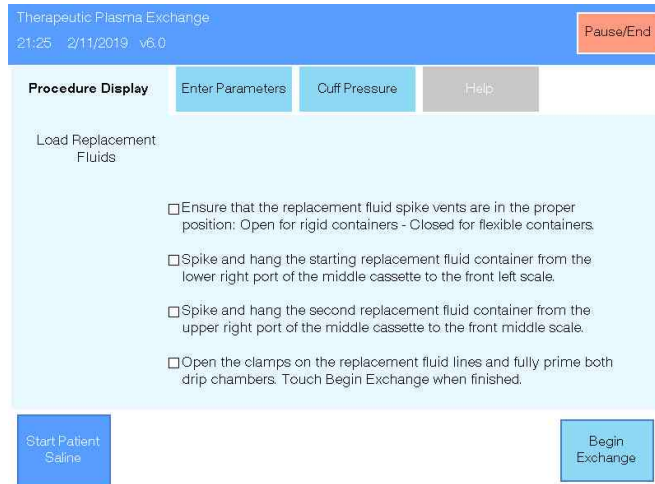 Therapeutic Plasma Exchange
21:25 2/11/2019 v6.0
Pause/End
Procedure Display
Enter Parameters
Cuff Pressure
Help
Load Replacement
Fluids
Ensure that the replacement fluid spike vents are in the proper
position: Open for rigid containers - Closed for flexible containers.
Spike and hang the starting replacement fluid container from the
lower right port of the middle cassette to the front left scale.
Spike and hang the second replacement fluid container from the
upper right port of the middle cassette to the front middle scale.
Open the clamps on the replacement fluid lines and fully prime both
drip chambers. Touch Begin Exchange when finished.
Start Patient
Saline
Begin
Exchange